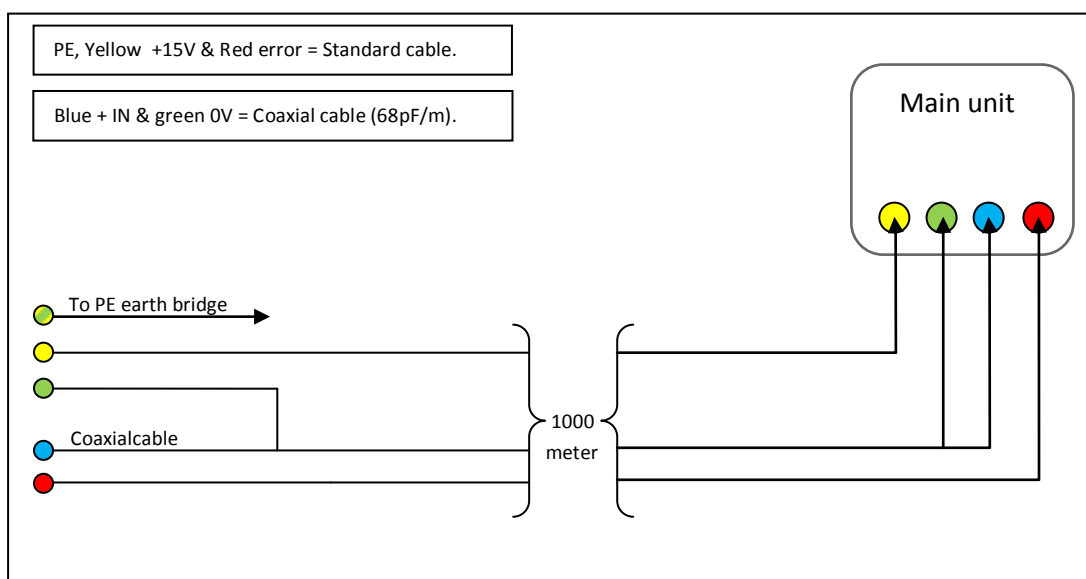 PE, Yellow  +15V & Red error = Standard cable.
Blue + IN & green 0V = Coaxial cable (68pF/m).
Main unit
To PE earth bridge
Coaxialcable
1000
meter